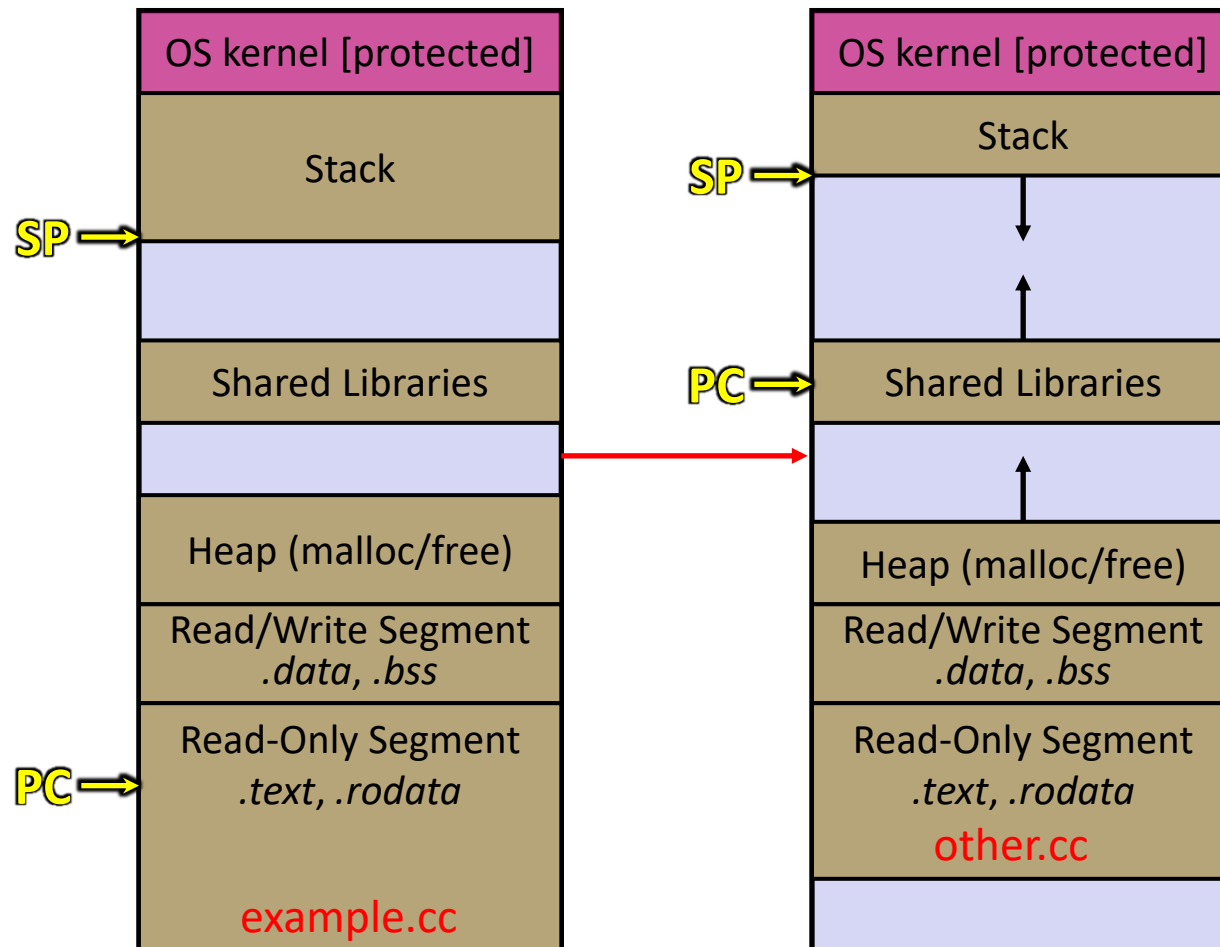 OS kernel [protected]
Stack
SP
Shared Libraries
Heap (malloc/free)
Read/Write Segment
.data, .bss
Read-Only Segment
PC
.text, .rodata
example.cc
OS kernel [protected]
Stack
SP
PC
Shared Libraries
Heap (malloc/free)
Read/Write Segment
.data, .bss
Read-Only Segment
.text, .rodata
other.cc